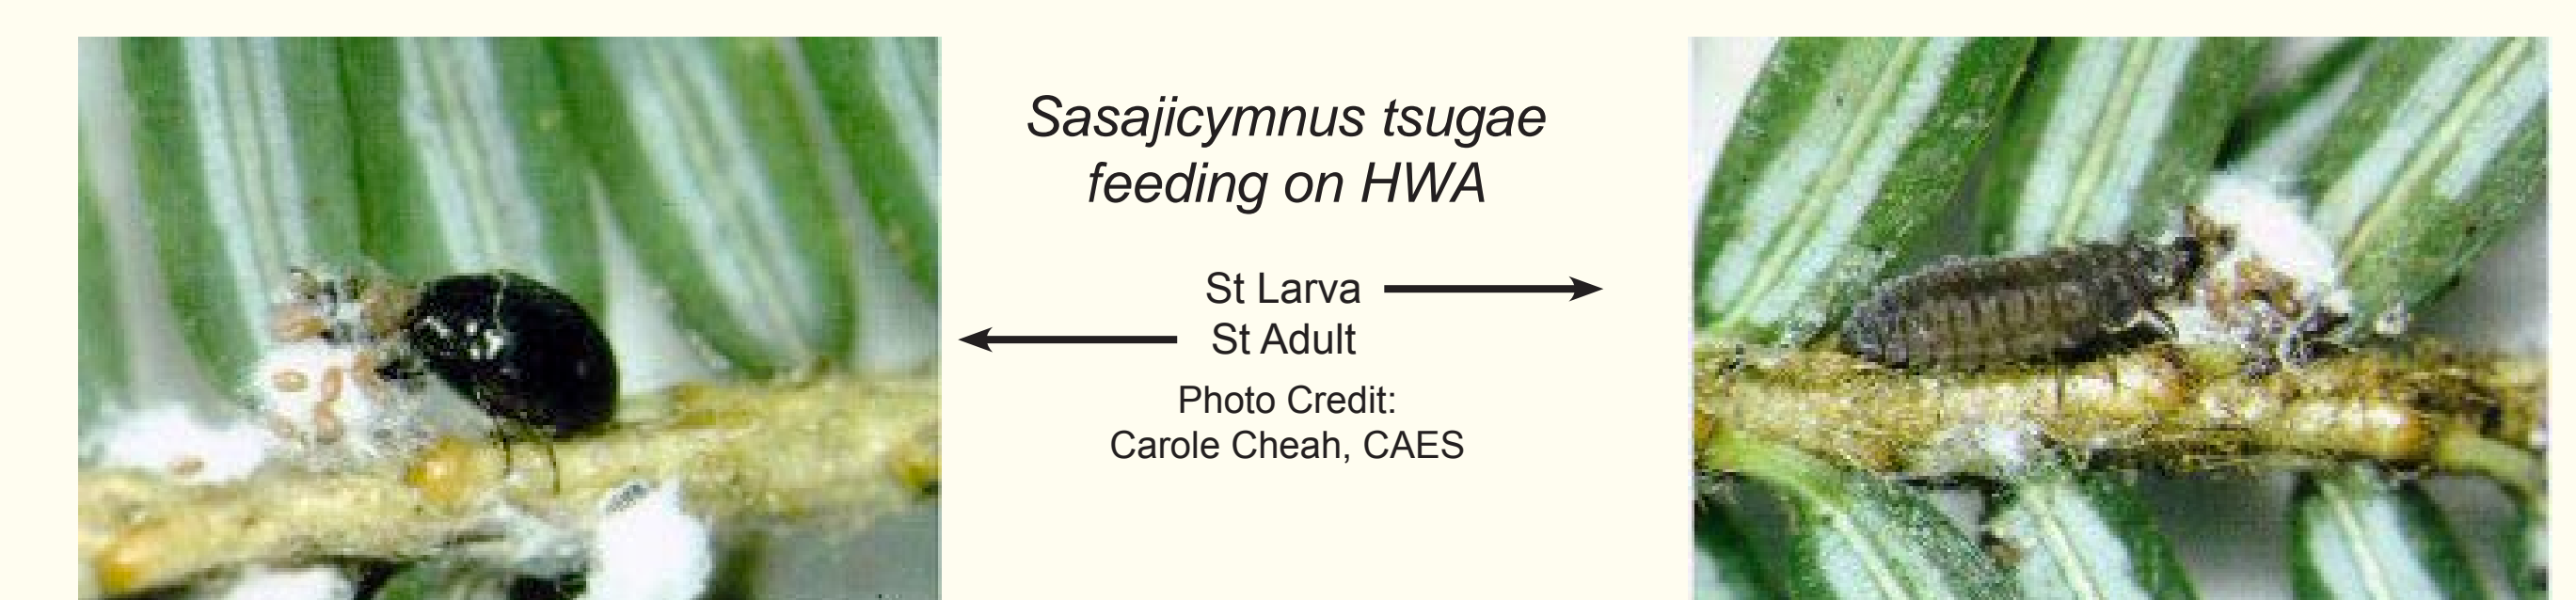 Sasajicymnus tsugae
feeding on HWA
St Larva
St Adult
Photo Credit:
Carole Cheah, CAES